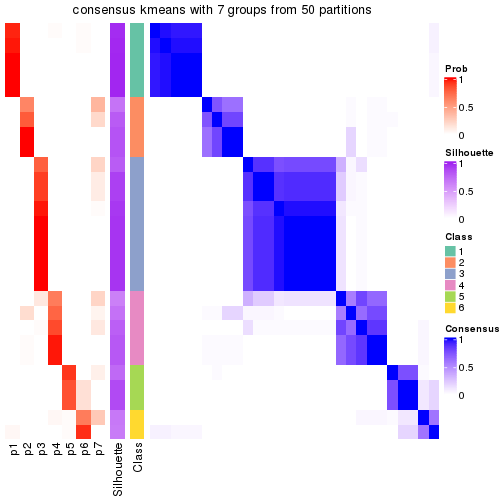 consensus kmeans with 7 groups from 50 partitions
Prob
1
0.5
0
Silhouette
1
0.5
0
Class
1
2
3
4
5
6
Consensus
1
0.5
0
p1
p2
p3
p4
p5
p6
p7
Silhouette
Class